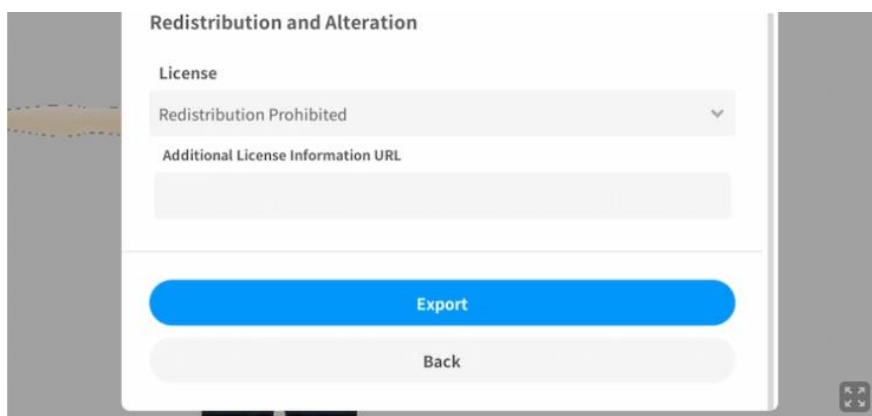 Redistribution and Alteration
License
Redistribution Prohibited
Additional License Information URL
Export
Back